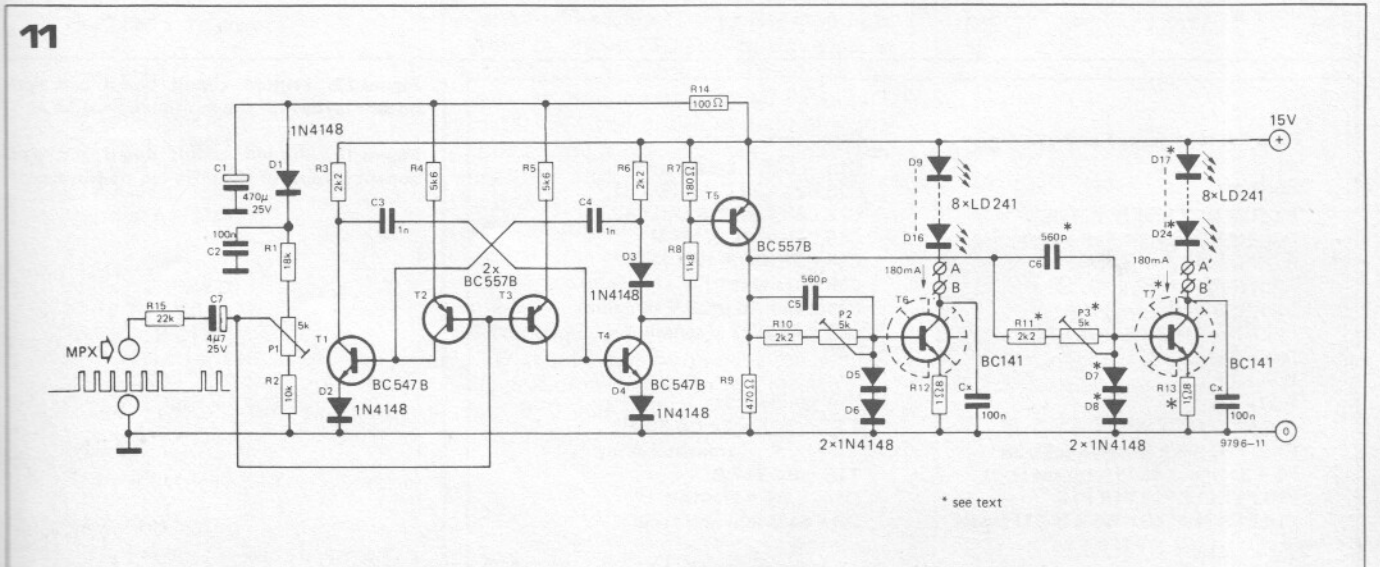 11
R14
100Ω
15V
+
1N4148
D1
R3
2k2
R4
5k6
R5
5k6
R6
2k2
R7
180Ω
T5
BC557B
C1
470µ
25V
100n
C2
R1
18k
C3
1n
C4
1n
D3
1N4148
R8
1k8
2x
BC557B
T2
T3
T1
T4
BC547B
BC547B
D2
1N4148
D4
1N4148
R15
22k
C7
4µ7
25V
MPX
5k
P1
R2
10k
D9
8×LD241
D16
180mA
A
B
T6
BC141
560p
C5
R10
2k2
P2
5k
R9
470Ω
D5
D6
R12
1Ω8
Cx
100n
2×1N4148
D17
*
8×LD241
D24
*
180mA
A'
B'
T7
*
BC141
560p
*
C6
R11
*
2k2
P3
*
5k
D7
*
D8
*
R13
*
1Ω8
Cx
100n
2×1N4148
0
9796-11
* see text